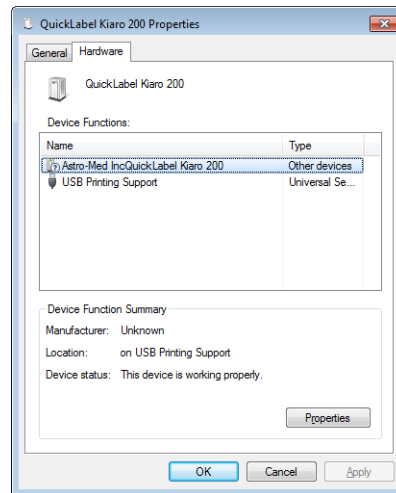 QuickLabel Kiaro 200 Properties
General Hardware
QuickLabel Kiaro 200
Device Functions:
Name Type
Astro-Med IncQuickLabel Kiaro 200 Other devices
USB Printing Support Universal Se...
Device Function Summary
Manufacturer: Unknown
Location: on USB Printing Support
Device status: This device is working properly.
Properties
OK Cancel Apply